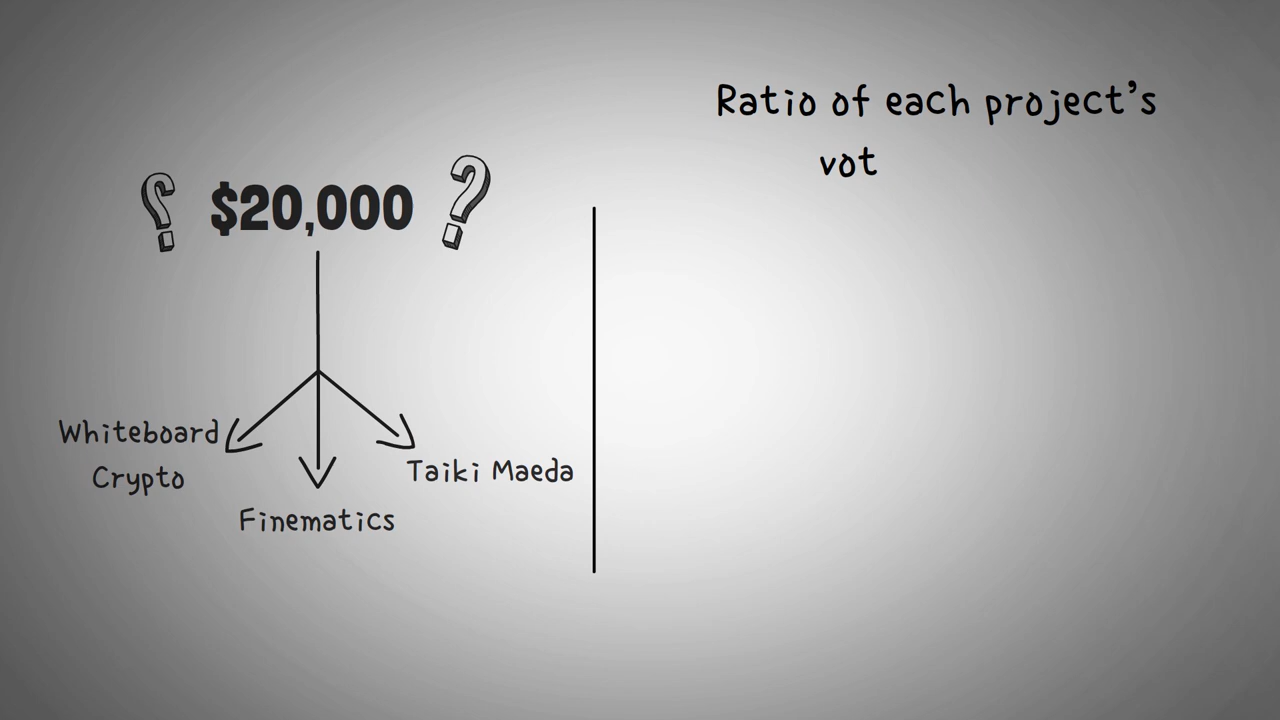 ? $20,000 ?
Whiteboard
Crypto
Finematics
Taiki Maeda
Ratio of each project's
vot